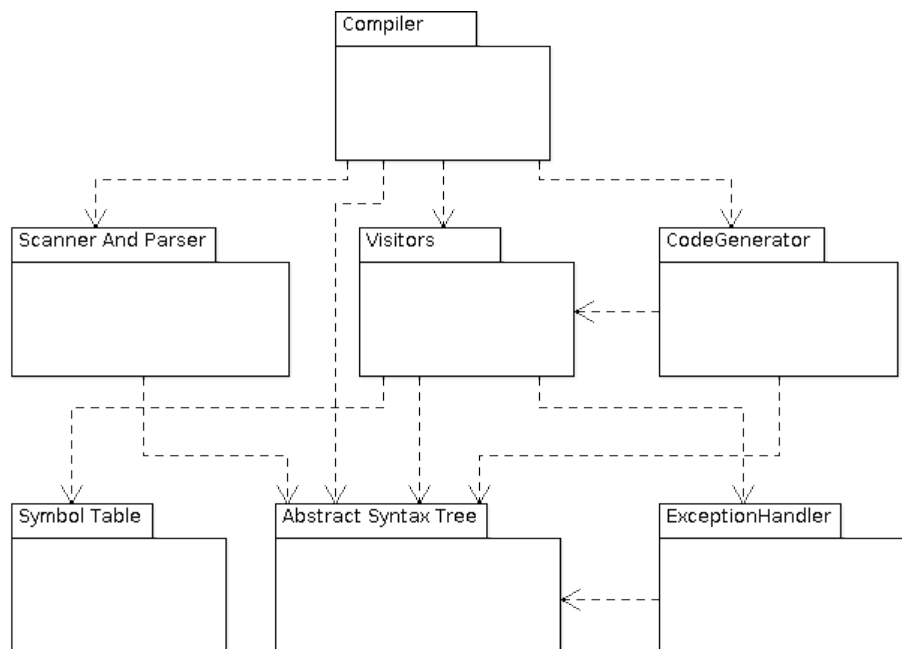 Compiler
Scanner And Parser
Visitors
CodeGenerator
Symbol Table
Abstract Syntax Tree
ExceptionHandler